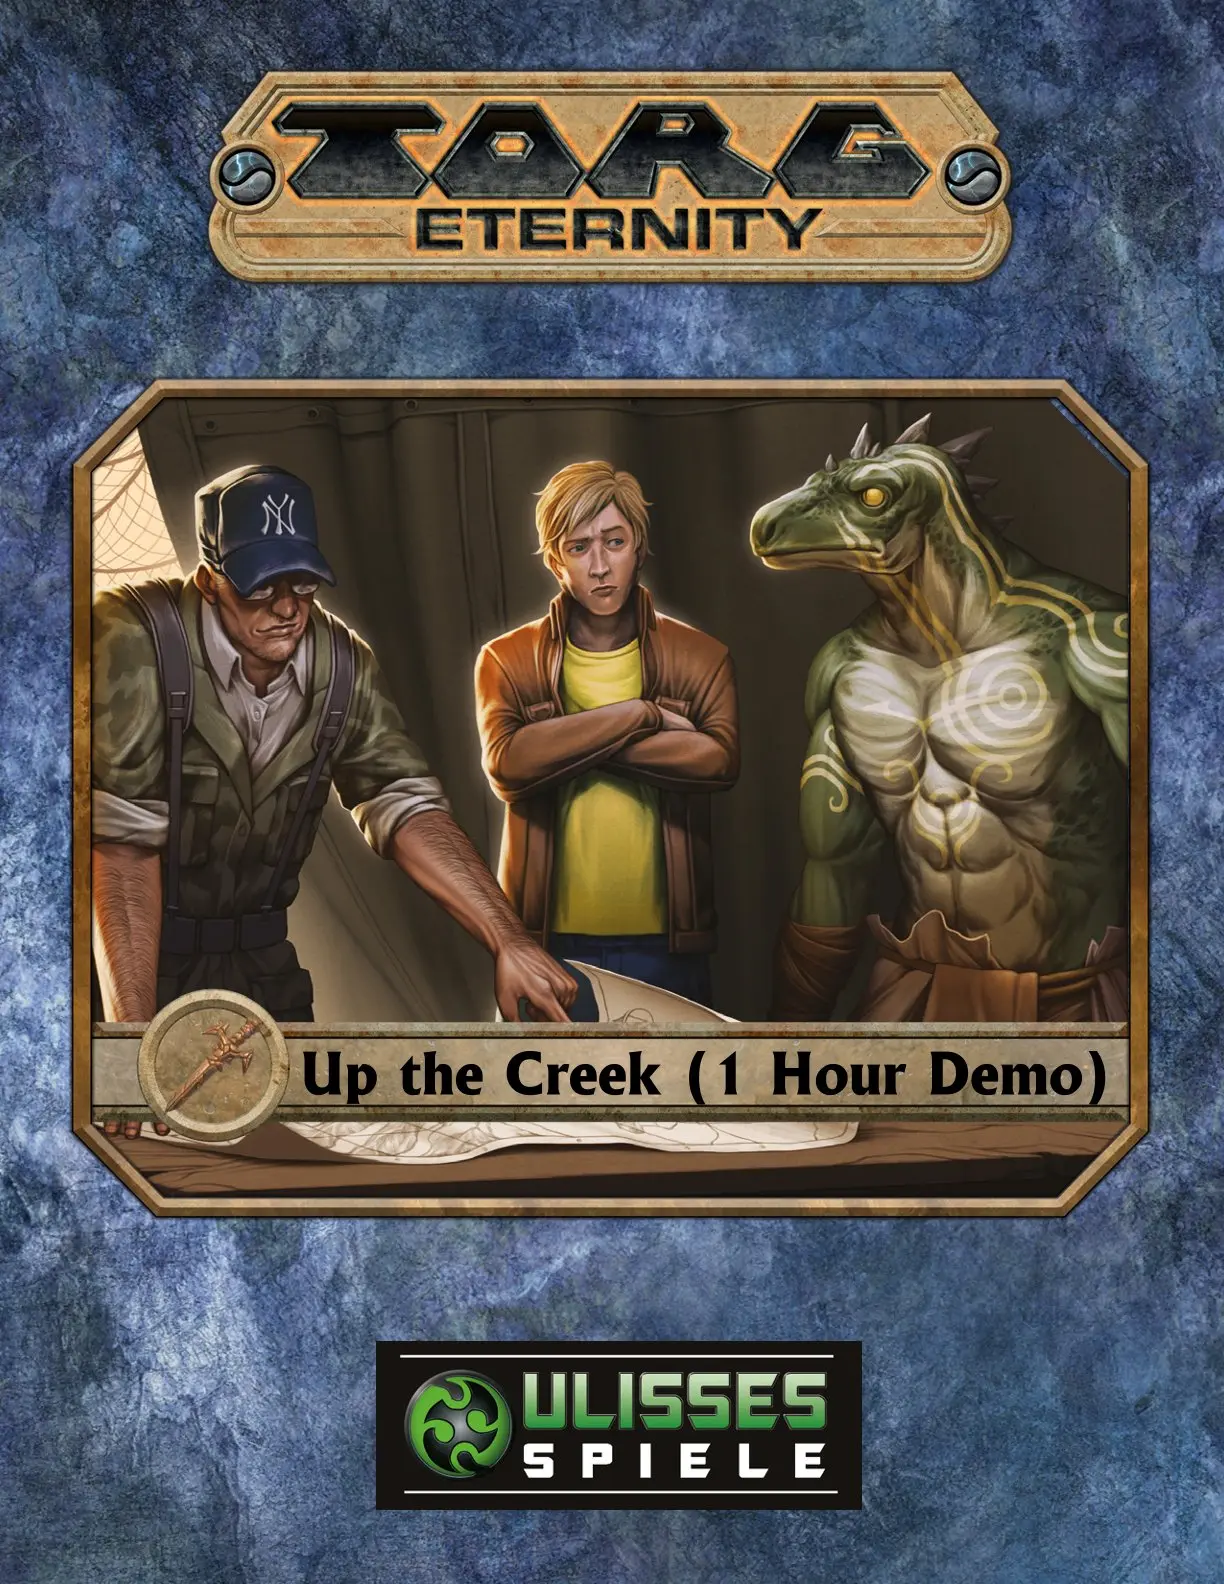 TORG
ETERNITY
NY
Up the Creek (1 Hour Demo)
ULISSES
SPIELE